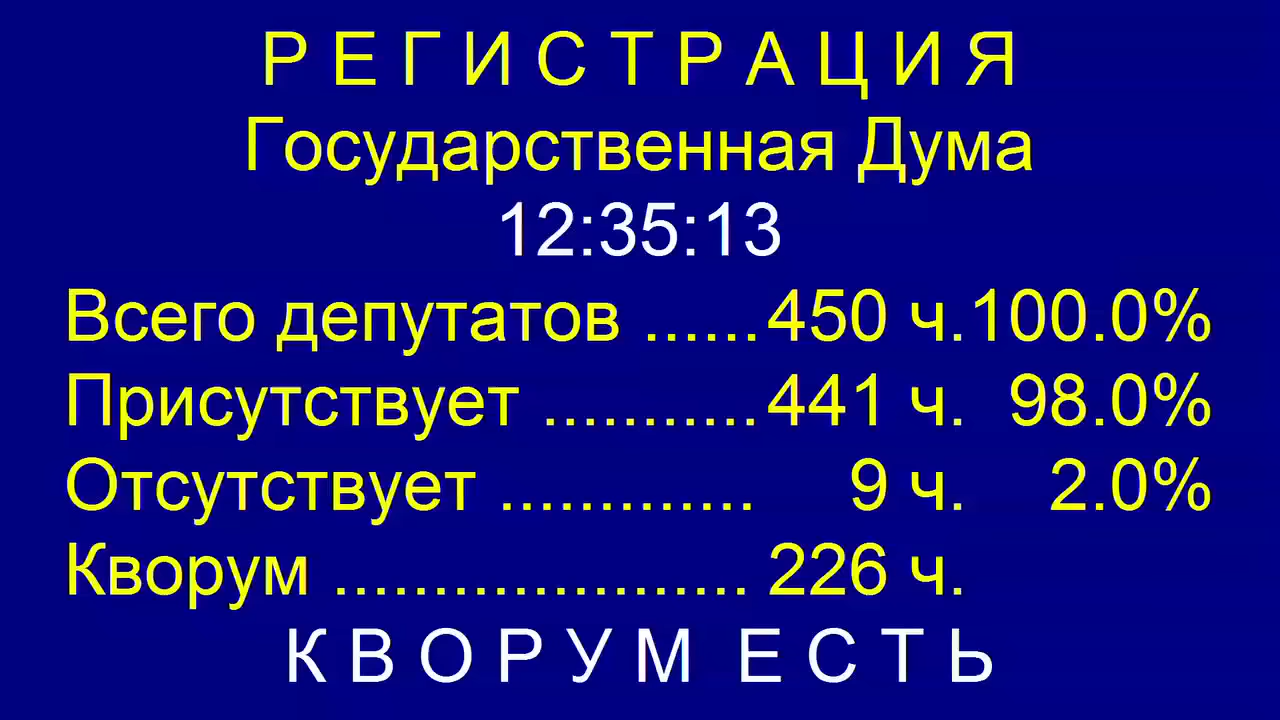 Р Е Г И С Т Р А Ц И Я
Государственная Дума
12:35:13
Всего депутатов ......450 ч.100.0%
Присутствует ...........441 ч. 98.0%
Отсутствует ............. 9 ч. 2.0%
Кворум ..................... 226 ч.
К В О Р У М Е С Т Ь